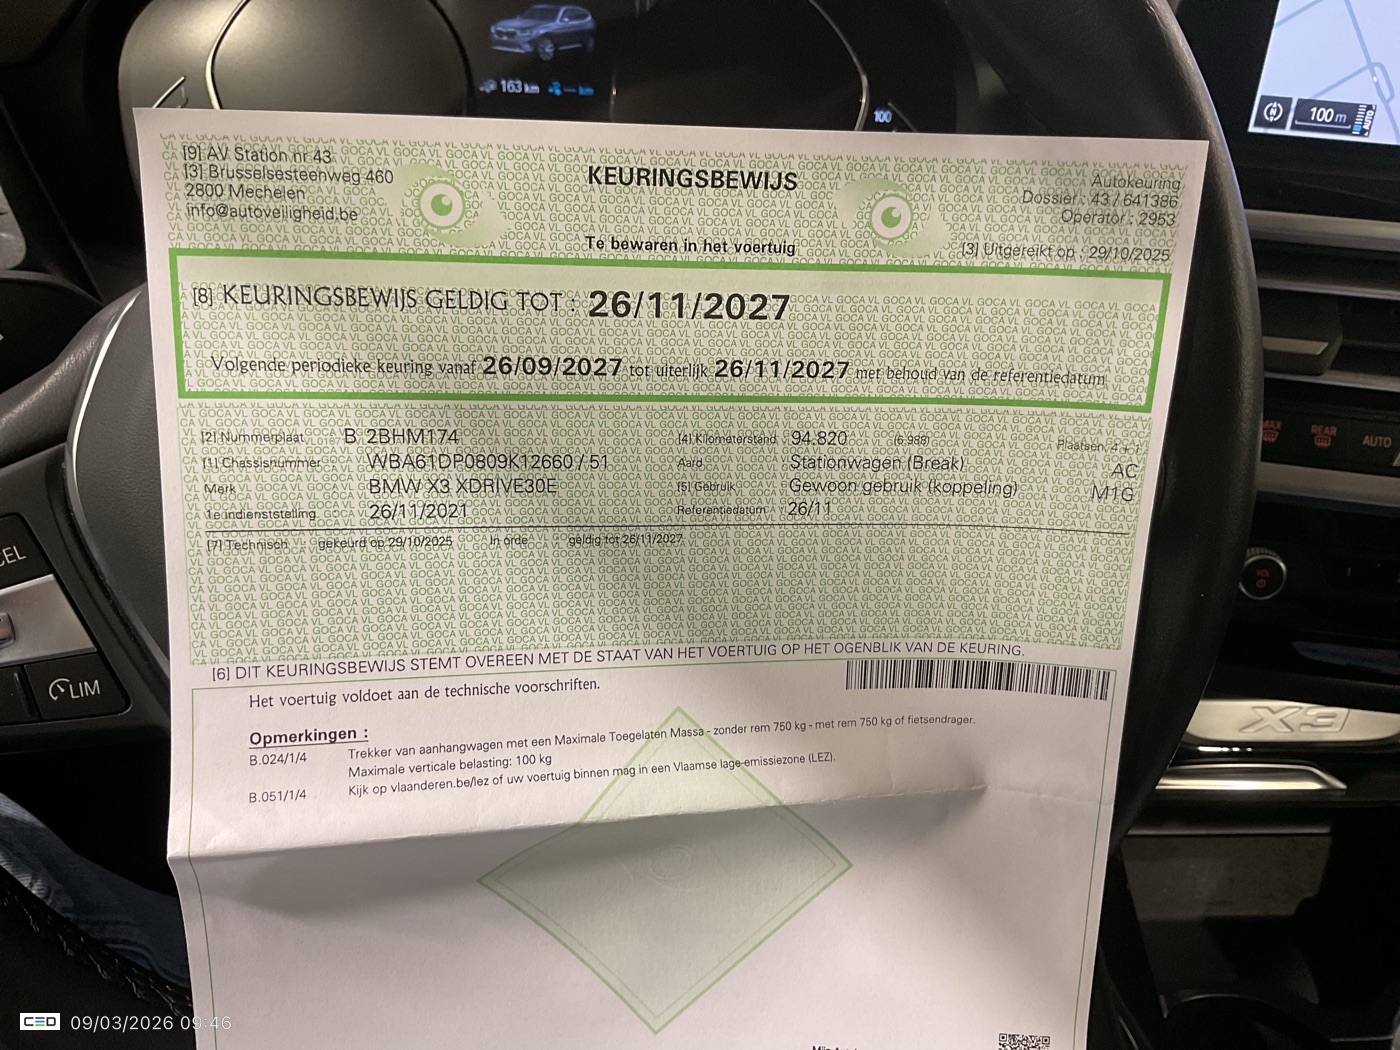 163 km
-- km
100
100 m
AUTO
[9] AV Station nr 43
[3] Brusselsesteenweg 460
2800 Mechelen
info@autoveiligheid.be
KEURINGSBEWIJS
Te bewaren in het voertuig
Autokeuring
Dossier : 43 / 641386
Operator : 2953
[3] Uitgereikt op : 29/10/2025
[8] KEURINGSBEWIJS GELDIG TOT : 26/11/2027
Volgende periodieke keuring vanaf 26/09/2027 tot uiterlijk 26/11/2027 met behoud van de referentiedatum
[2] Nummerplaat B 2BHM174 [4] Kilometerstand 94.820 (6.988) Plaatsen, 4 + 1
[1] Chassisnummer WBA61DP0809K12660 / 51 Aard Stationwagen (Break) AC
Merk BMW X3 XDRIVE30E [5] Gebruik Gewoon gebruik (koppeling) M1G
1e indienststelling 26/11/2021 Referentiedatum 26/11
[7] Technisch gekeurd op 29/10/2025 In orde geldig tot 26/11/2027
[6] DIT KEURINGSBEWIJS STEMT OVEREEN MET DE STAAT VAN HET VOERTUIG OP HET OGENBLIK VAN DE KEURING.
Het voertuig voldoet aan de technische voorschriften.
Opmerkingen :
B.024/1/4 Trekker van aanhangwagen met een Maximale Toegelaten Massa - zonder rem 750 kg - met rem 750 kg of fietsendrager.
Maximale verticale belasting: 100 kg
B.051/1/4 Kijk op vlaanderen.be/lez of uw voertuig binnen mag in een Vlaamse lage-emissiezone (LEZ).
MAX
REAR
AUTO
VOL
LIM
X3
CED 09/03/2026 09:46